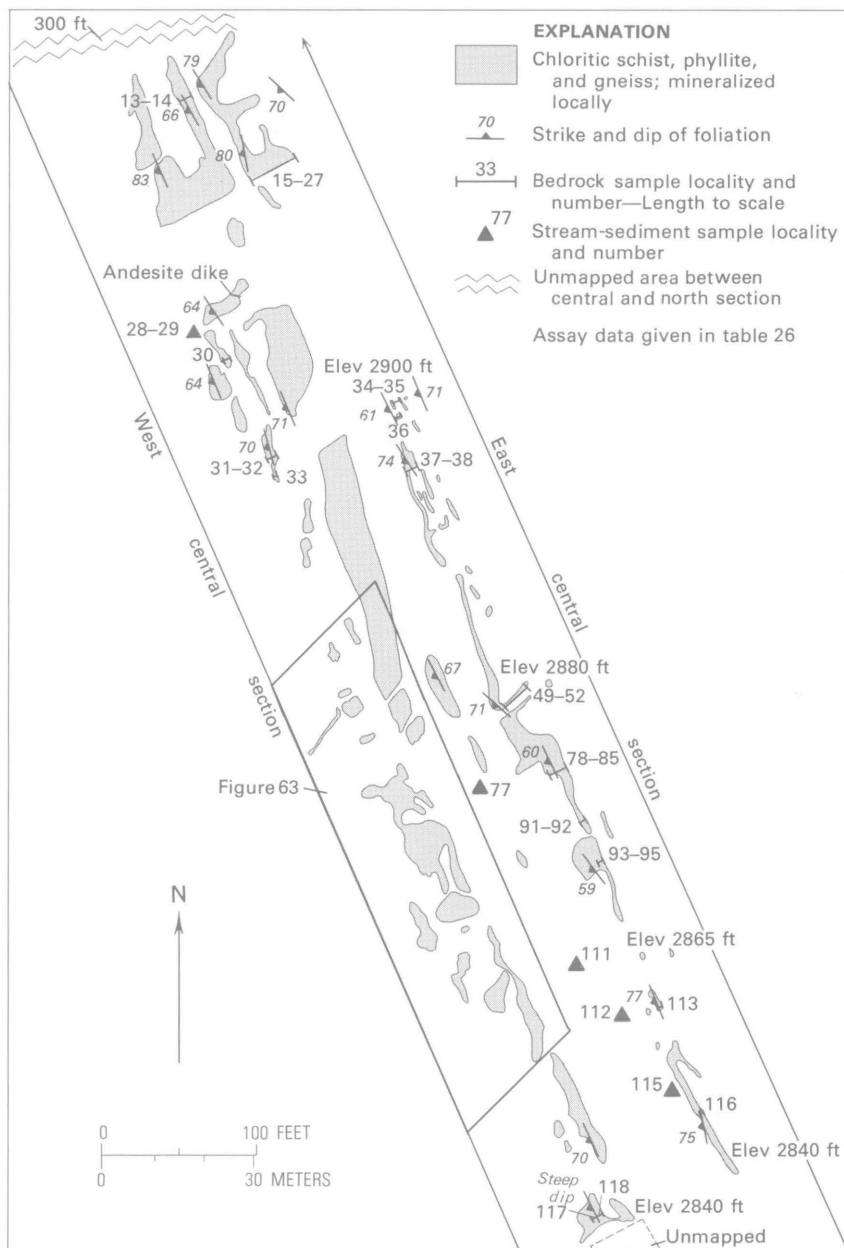 300 ft
79
70
13–14
66
80
83
15–27
EXPLANATION
Chloritic schist, phyllite,
and gneiss; mineralized
locally
70
Strike and dip of foliation
33
Bedrock sample locality and
number—Length to scale
77
Stream-sediment sample locality
and number
Unmapped area between
central and north section
Assay data given in table 26
Andesite dike
64
28–29
30
64
Elev 2900 ft
34–35
71
61
71
36
70
31–32
33
74
37–38
West
central
section
East
central
section
67
Elev 2880 ft
49–52
71
60
78–85
Figure 63
77
91–92
93–95
59
N
Elev 2865 ft
111
77
113
112
115
116
75
Elev 2840 ft
0 100 FEET
0 30 METERS
70
Steep
dip
118
117
Elev 2840 ft
Unmapped